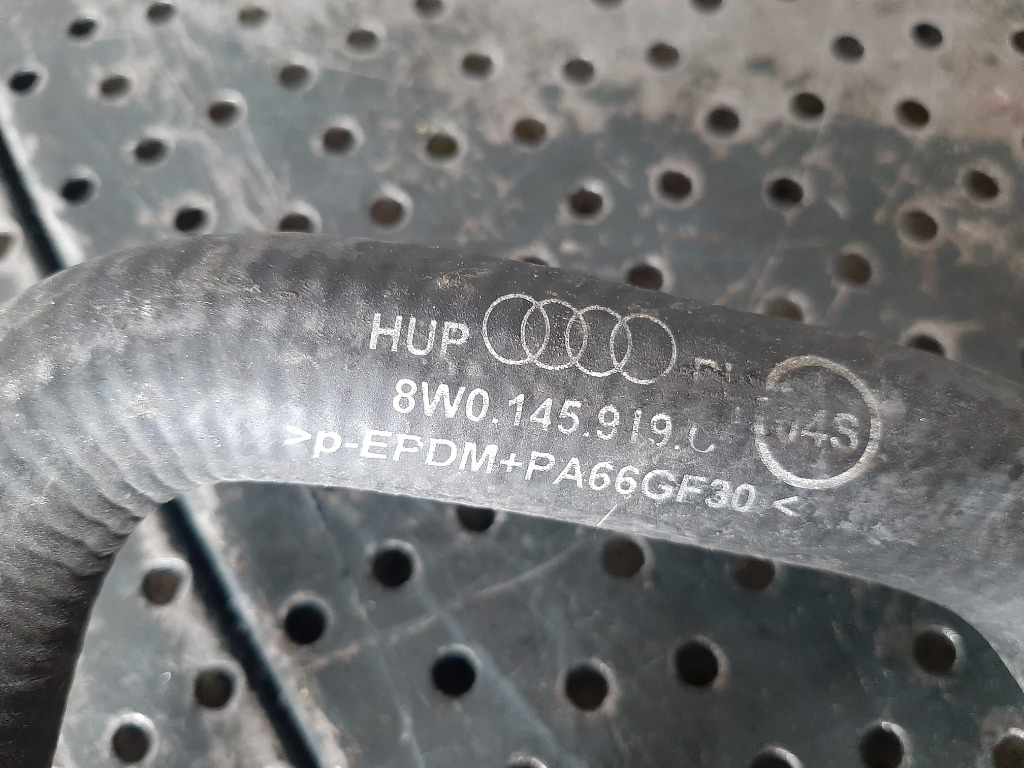 HUP
8W0.145.919.
>p-EPDM+PA66GF30 <